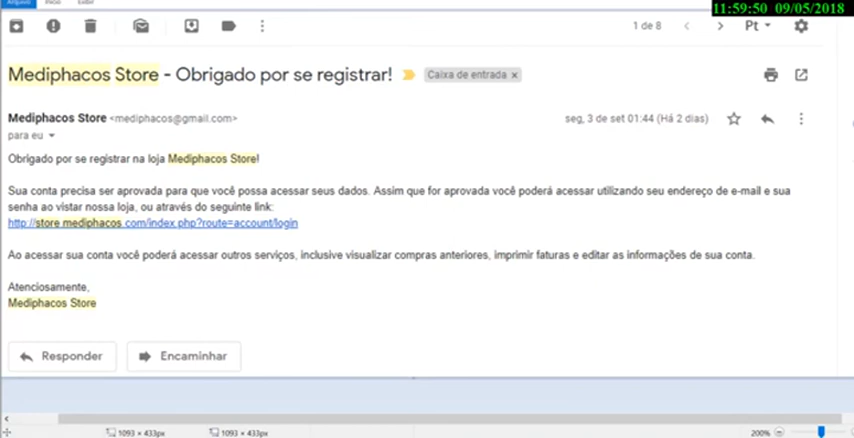 11:59:50 09/05/2018
Arquivo Início Exibir
1 de 8 Pt
Mediphacos Store - Obrigado por se registrar! Caixa de entrada x
Mediphacos Store <mediphacos@gmail.com> seg, 3 de set 01:44 (Há 2 dias)
para eu
Obrigado por se registrar na loja Mediphacos Store!
Sua conta precisa ser aprovada para que você possa acessar seus dados. Assim que for aprovada você poderá acessar utilizando seu endereço de e-mail e sua
senha ao vistar nossa loja, ou através do seguinte link:
http://store.mediphacos.com/index.php?route=account/login
Ao acessar sua conta você poderá acessar outros serviços, inclusive visualizar compras anteriores, imprimir faturas e editar as informações de sua conta.
Atenciosamente,
Mediphacos Store
Responder Encaminhar
1093 × 433px 1093 × 433px 200%